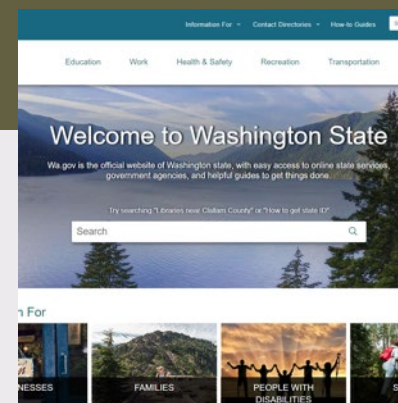 Information For
Contact Directories
How-to Guides
Education
Work
Health & Safety
Recreation
Transportation
Welcome to Washington State
Wa.gov is the official website of Washington state, with easy access to online state services,
government agencies, and helpful guides to get things done.
Try searching "Libraries near Clallam County" or "How to get state ID"
Search
n For
NESSES
FAMILIES
PEOPLE WITH
DISABILITIES
S